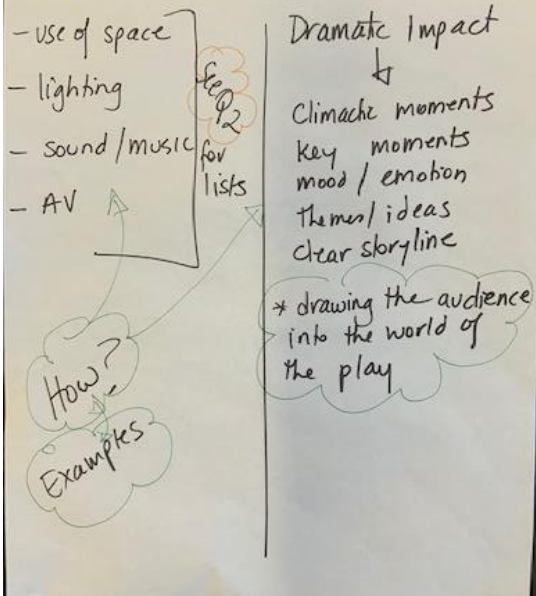 - use of space
- lighting
- sound/music
- AV
See Q2
for
lists
How?
Examples
Dramatic Impact
Climactic moments
key moments
mood / emotion
themes/ideas
Clear storyline
* drawing the audience
into the world of
the play